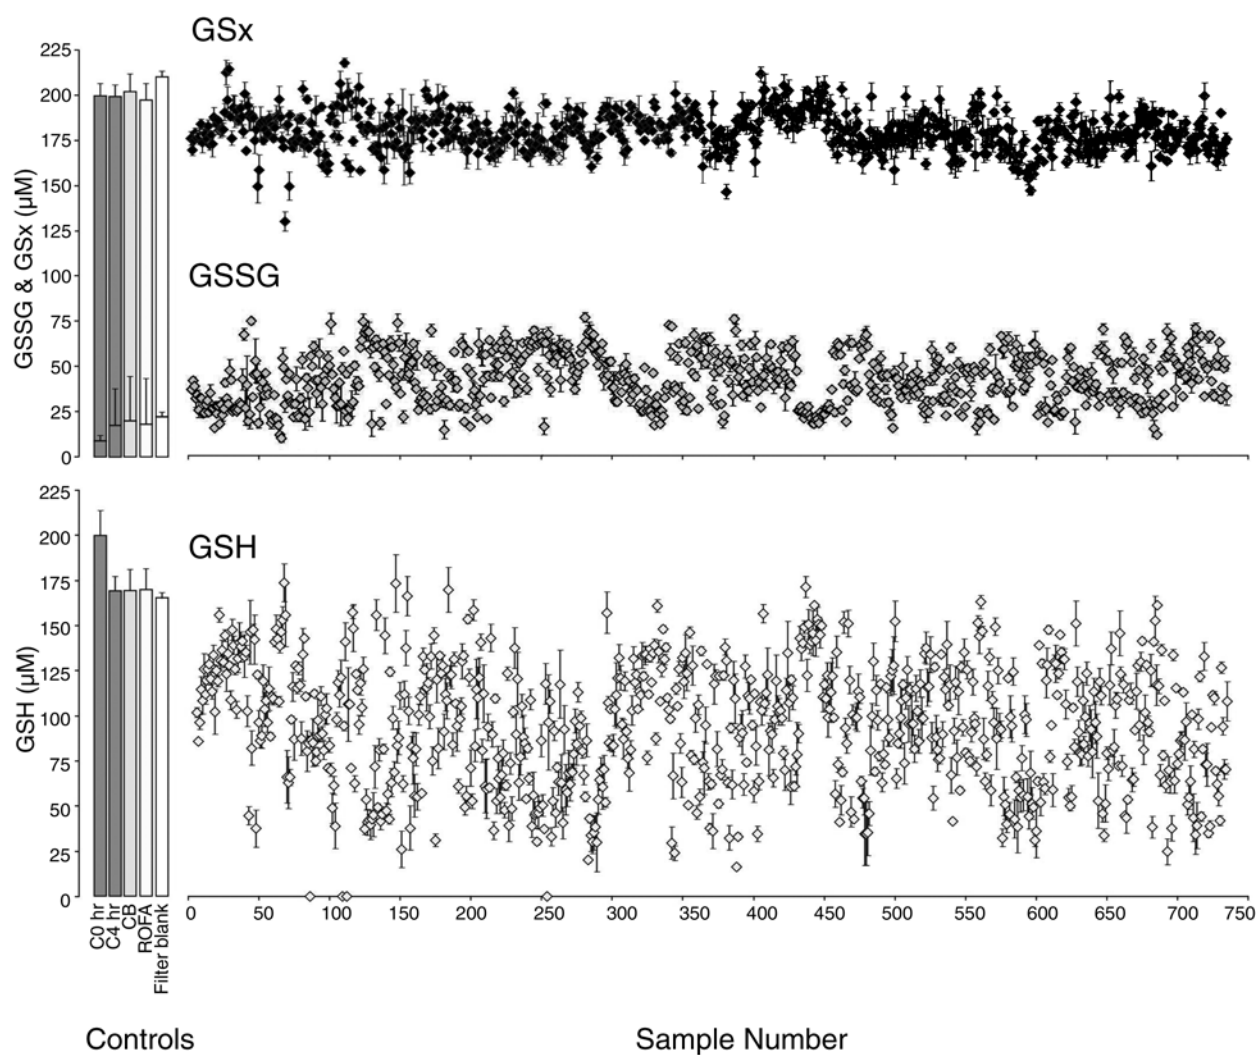 GSx
225
200
175
150
125
100
75
50
25
0
GSSG & GSx (µM)
GSSG
225
200
175
150
125
100
75
50
25
0
GSH (µM)
GSH
C0 hr
C4 hr
CB
ROFA
Filter blank
0 50 100 150 200 250 300 350 400 450 500 550 600 650 700 750
Controls
Sample Number